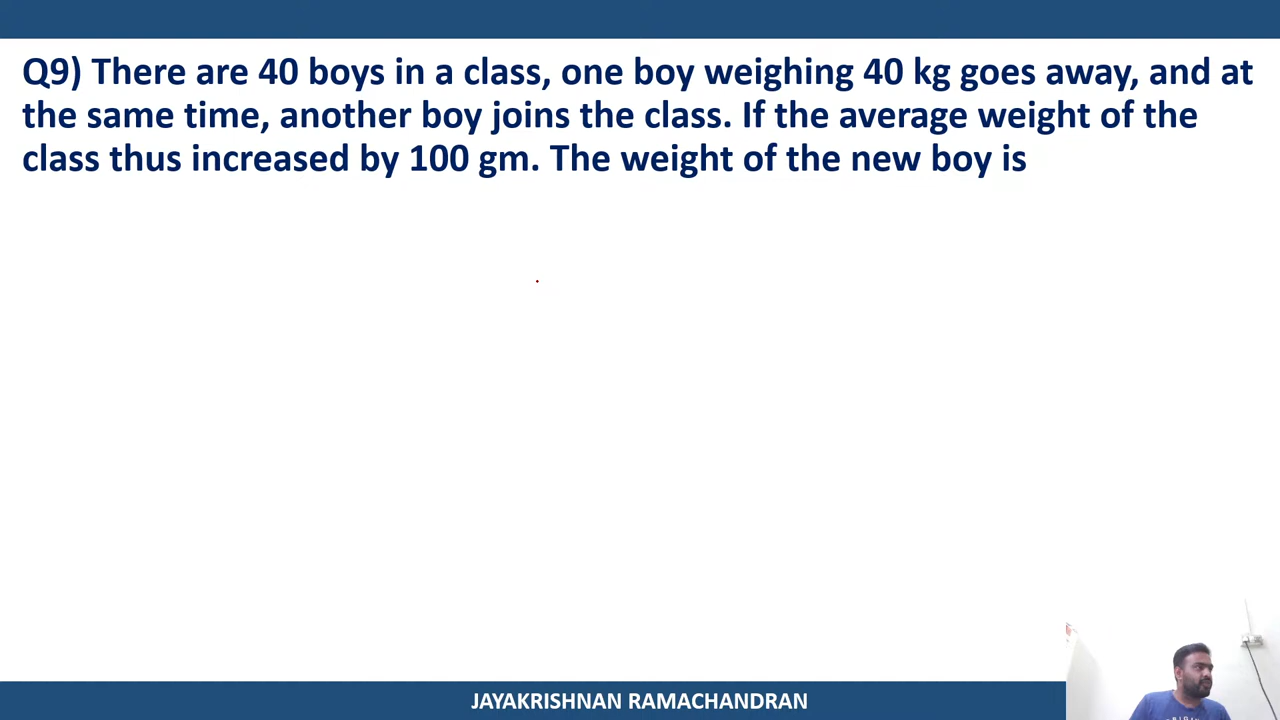 Q9) There are 40 boys in a class, one boy weighing 40 kg goes away, and at
the same time, another boy joins the class. If the average weight of the
class thus increased by 100 gm. The weight of the new boy is
JAYAKRISHNAN RAMACHANDRAN